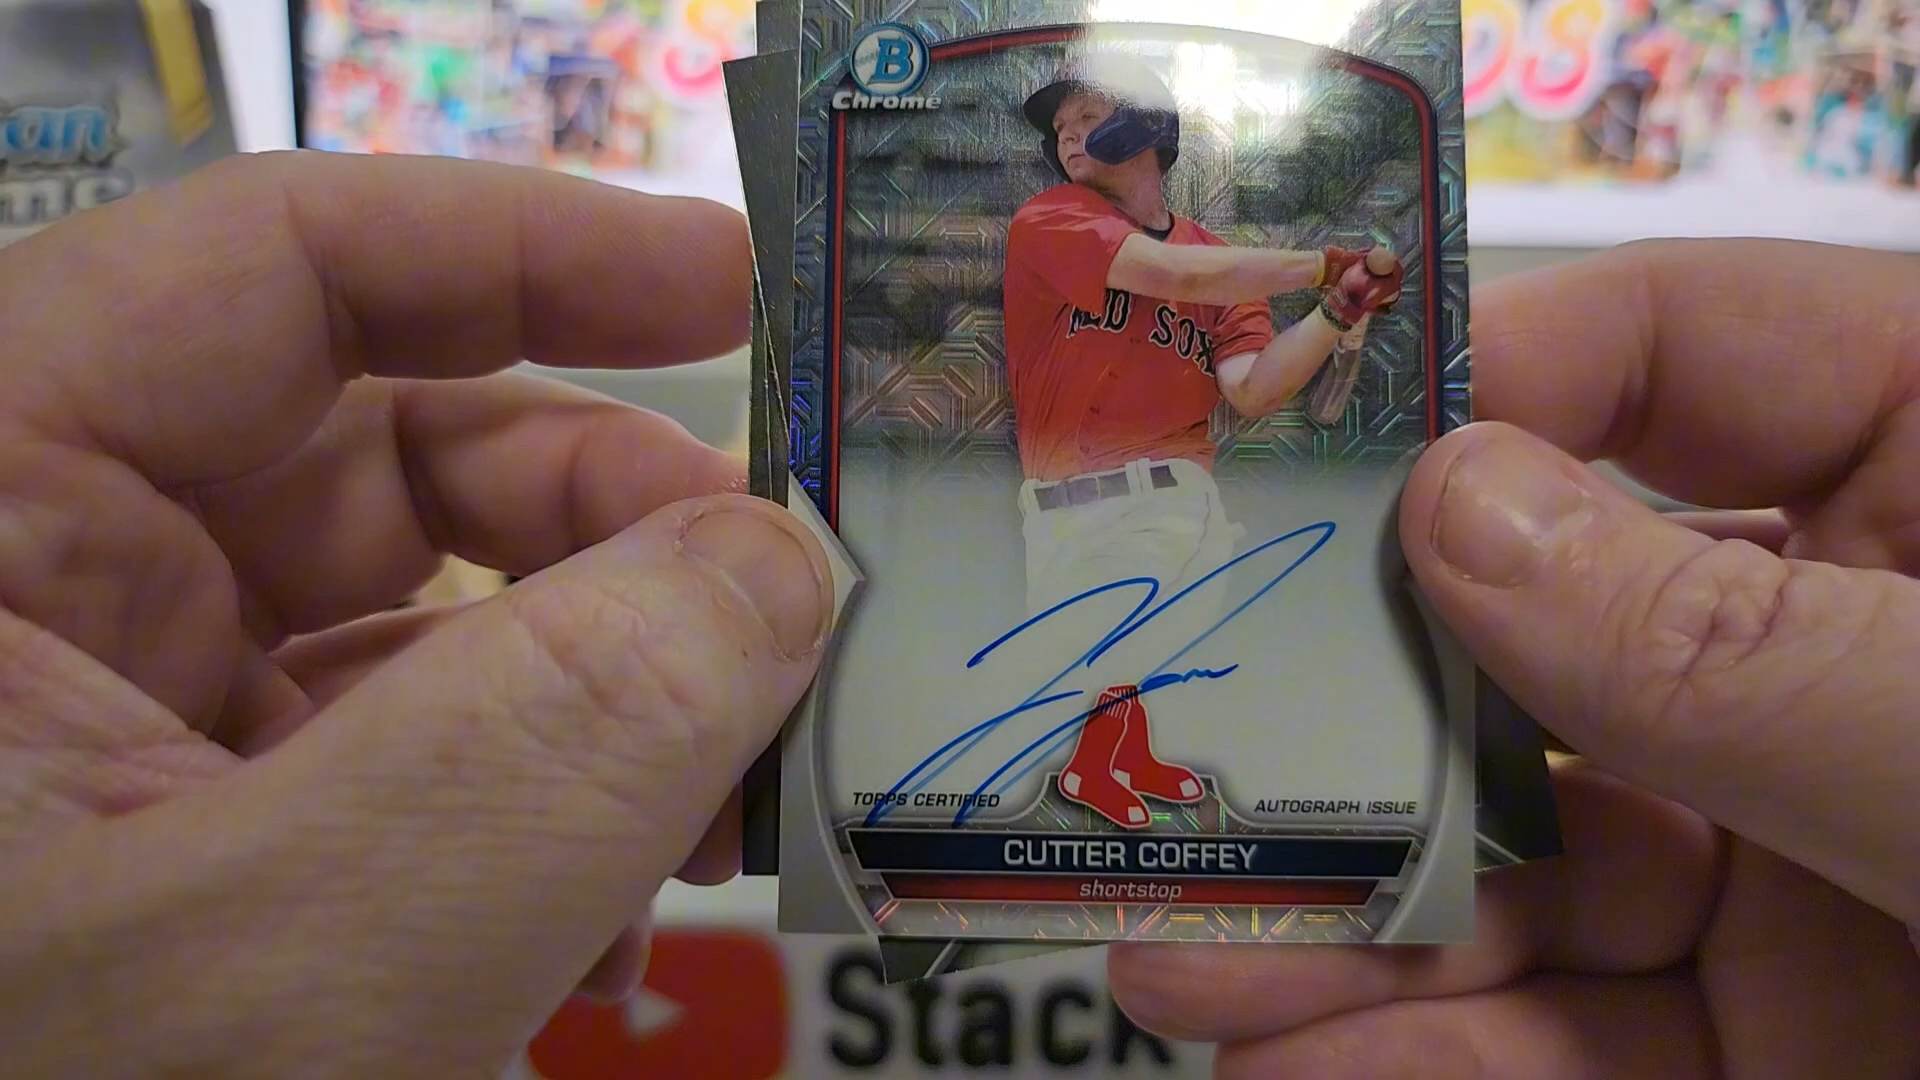 B
Chrome
RED SOX
TOPPS CERTIFIED
AUTOGRAPH ISSUE
CUTTER COFFEY
shortstop
Stack